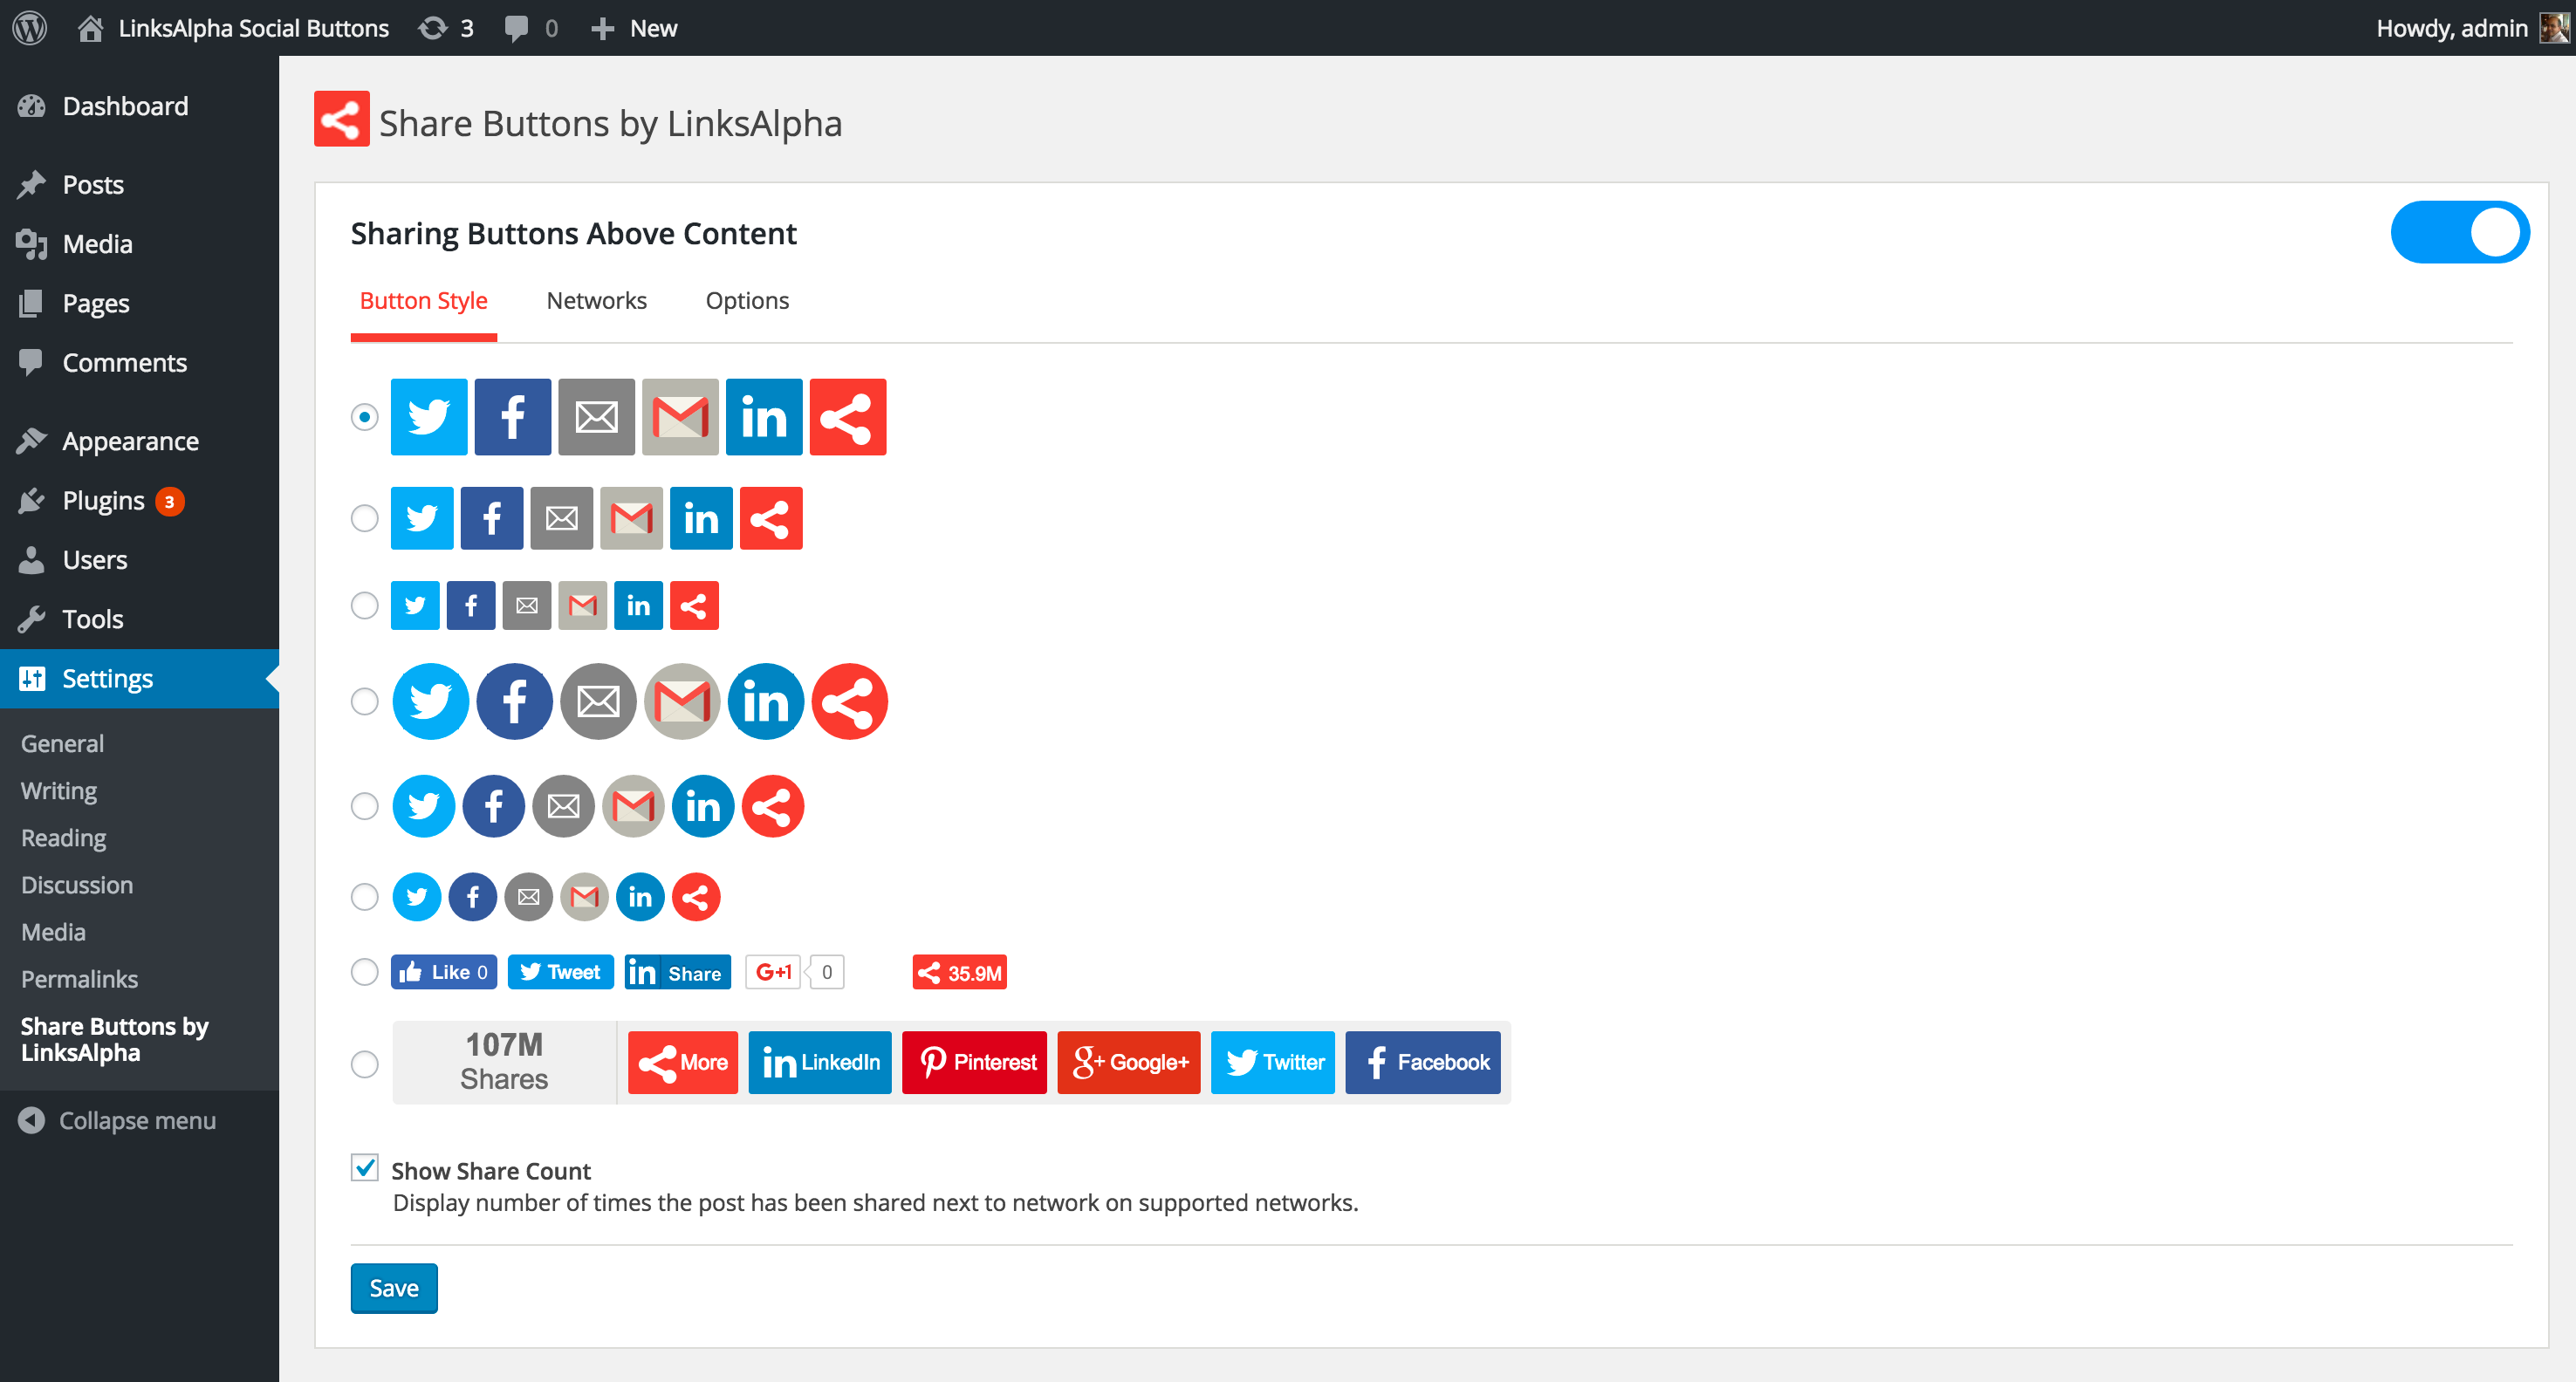 LinksAlpha Social Buttons 3 0 New Howdy, admin
Dashboard
Posts
Media
Pages
Comments
Appearance
Plugins 3
Users
Tools
Settings
General
Writing
Reading
Discussion
Media
Permalinks
Share Buttons by
LinksAlpha
Collapse menu
Share Buttons by LinksAlpha
Sharing Buttons Above Content
Button Style Networks Options
Like 0 Tweet in Share G+1 0 35.9M
107M
Shares
More in LinkedIn Pinterest g+ Google+ Twitter f Facebook
Show Share Count
Display number of times the post has been shared next to network on supported networks.
Save